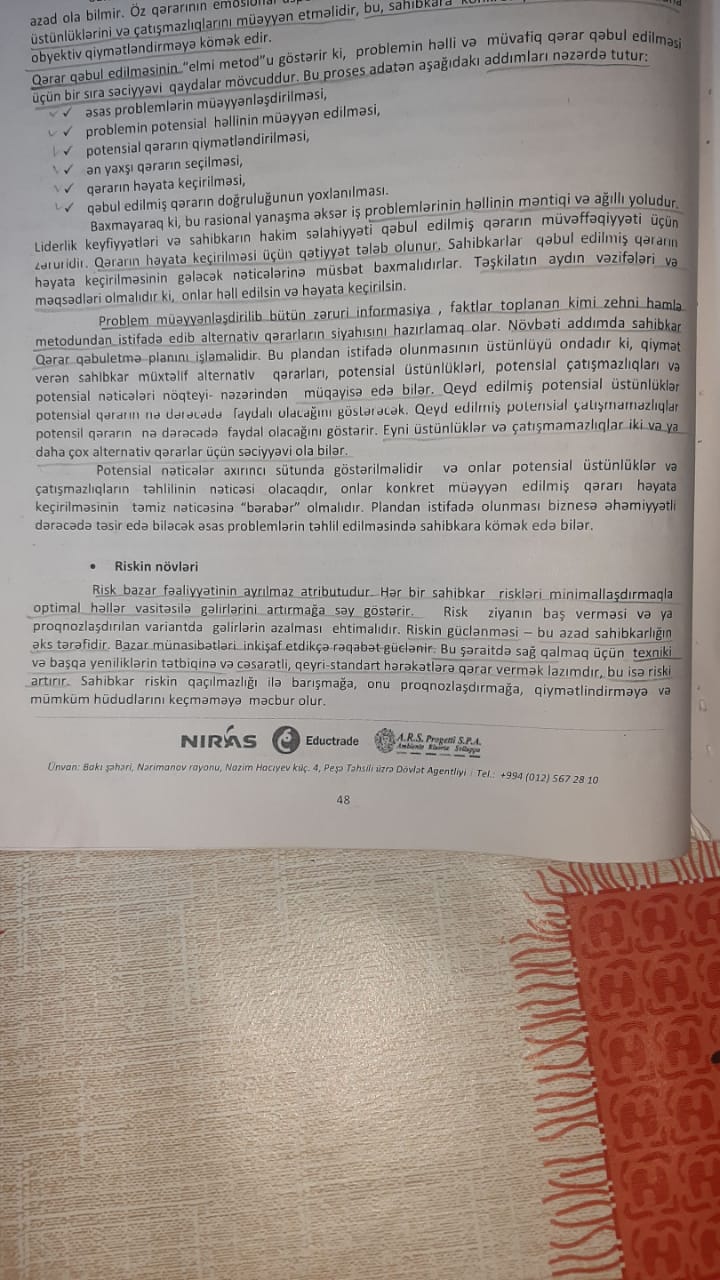 azad ola bilmir. Öz qərarının emosional
üstünlüklərini və çatışmazlıqlarını müəyyən etməlidir, bu, sahibkara
obyektiv qiymətləndirməyə kömək edir.
Qərar qəbul edilməsinin "elmi metod"u göstərir ki, problemin həlli və müvafiq qərar qəbul edilməsi
üçün bir sıra səciyyəvi qaydalar mövcuddur. Bu proses adətən aşağıdakı addımları nəzərdə tutur:
✓ əsas problemlərin müəyyənləşdirilməsi,
✓ problemin potensial həllinin müəyyən edilməsi,
✓ potensial qərarın qiymətləndirilməsi,
✓ ən yaxşı qərarın seçilməsi,
✓ qərarın həyata keçirilməsi,
✓ qəbul edilmiş qərarın doğruluğunun yoxlanılması.
Baxmayaraq ki, bu rasional yanaşma əksər iş problemlərinin həllinin məntiqi və ağıllı yoludur.
Liderlik keyfiyyətləri və sahibkarın hakim səlahiyyəti qəbul edilmiş qərarın müvəffəqiyyəti üçün
zəruridir. Qərarın həyata keçirilməsi üçün qətiyyət tələb olunur. Sahibkarlar qəbul edilmiş qərarın
həyata keçirilməsinin gələcək nəticələrinə müsbət baxmalıdırlar. Təşkilatın aydın vəzifələri və
məqsədləri olmalıdır ki, onlar həll edilsin və həyata keçirilsin.
Problem müəyyənləşdirilib bütün zəruri informasiya , faktlar toplanan kimi zehni həmlə
metodundan istifadə edib alternativ qərarların siyahısını hazırlamaq olar. Növbəti addımda sahibkar
Qərar qəbuletmə planını işləməlidir. Bu plandan istifadə olunmasının üstünlüyü ondadır ki, qiymət
verən sahibkar müxtəlif alternativ qərarları, potensial üstünlükləri, potensial çatışmazlıqları və
potensial nəticələri nöqteyi- nəzərindən müqayisə edə bilər. Qeyd edilmiş potensial üstünlüklər
potensial qərarın nə dərəcədə faydalı olacağını göstərəcək. Qeyd edilmiş potensial çatışmamazlıqlar
potensil qərarın nə dərəcədə faydal olacağını göstərir. Eyni üstünlüklər və çatışmamazlıqlar iki və ya
daha çox alternativ qərarlar üçün səciyyəvi ola bilər.
Potensial nəticələr axırıncı sütunda göstərilməlidir və onlar potensial üstünlüklər və
çatışmazlıqların təhlilinin nəticəsi olacaqdır, onlar konkret müəyyən edilmiş qərarı həyata
keçirilməsinin təmiz nəticəsinə "bərabər" olmalıdır. Plandan istifadə olunması biznesə əhəmiyyətli
dərəcədə təsir edə biləcək əsas problemlərin təhlil edilməsində sahibkara kömək edə bilər.
• Riskin növləri
Risk bazar fəaliyyətinin ayrılmaz atributudur. Hər bir sahibkar riskləri minimallaşdırmaqla
optimal həllər vasitəsilə gəlirlərini artırmağa səy göstərir. Risk ziyanın baş verməsi və ya
proqnozlaşdırılan variantda gəlirlərin azalması ehtimalıdır. Riskin güclənməsi – bu azad sahibkarlığın
əks tərəfidir. Bazar münasibətləri inkişaf etdikcə rəqabət güclənir. Bu şəraitdə sağ qalmaq üçün texniki
və başqa yeniliklərin tətbiqinə və cəsarətli, qeyri-standart hərəkətlərə qərar vermək lazımdır, bu isə riski
artırır. Sahibkar riskin qaçılmazlığı ilə barışmağa, onu proqnozlaşdırmağa, qiymətlindirməyə və
mümküm hüdudlarını keçməməyə məcbur olur.
NIRAS Eductrade A.R.S. Progetti S.P.A.
Ambiente Risorse Sviluppo
Ünvan: Bakı şəhəri, Nərimanov rayonu, Nazim Hacıyev küç. 4, Peşə Təhsili üzrə Dövlət Agentliyi : Tel.: +994 (012) 567 28 10
48